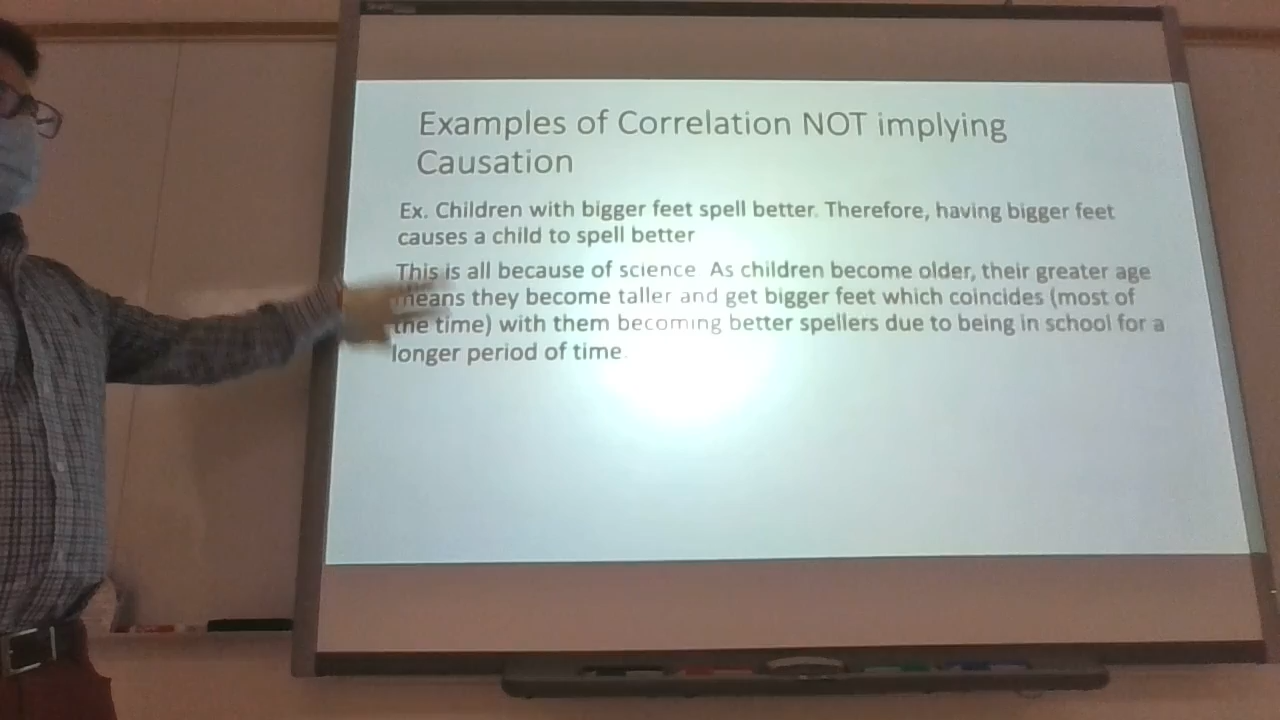 Examples of Correlation NOT implying
Causation
Ex. Children with bigger feet spell better. Therefore, having bigger feet
causes a child to spell better
This is all because of science As children become older, their greater age
means they become taller and get bigger feet which coincides (most of
the time) with them becoming better spellers due to being in school for a
longer period of time.